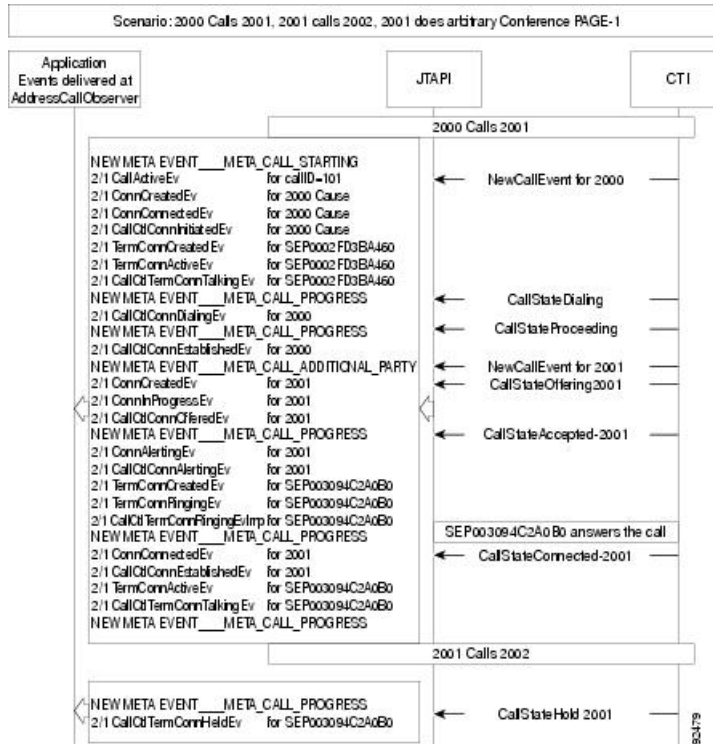 Scenario: 2000 Calls 2001, 2001 calls 2002, 2001 does arbitrary Conference PAGE-1
Application
Events delivered at
AddressCallObserver
JTAPI
CTI
2000 Calls 2001
NEW META EVENT____META_CALL_STARTING
2/1 CallActiveEv for callID=101
NewCallEvent for 2000
2/1 ConnCreatedEv for 2000 Cause
2/1 ConnConnectedEv for 2000 Cause
2/1 CallCtlConnInitiatedEv for 2000 Cause
2/1 TermConnCreatedEv for SEP0002FD3BA460
2/1 TermConnActiveEv for SEP0002FD3BA460
2/1 CallCtlTermConnTalkingEv for SEP0002FD3BA460
NEW META EVENT____META_CALL_PROGRESS
CallStateDialing
2/1 CallCtlConnDialingEv for 2000
NEW META EVENT____META_CALL_PROGRESS
CallStateProceeding
2/1 CallCtlConnEstablishedEv for 2000
NEW META EVENT____META_CALL_ADDITIONAL_PARTY
NewCallEvent for 2001
2/1 ConnCreatedEv for 2001
CallStateOffering2001
2/1 ConnInProgressEv for 2001
2/1 CallCtlConnOfferedEv for 2001
NEW META EVENT____META_CALL_PROGRESS
CallStateAccepted-2001
2/1 ConnAlertingEv for 2001
2/1 CallCtlConnAlertingEv for 2001
2/1 TermConnCreatedEv for SEP003094C2A0B0
2/1 TermConnRingingEv for SEP003094C2A0B0
2/1 CallCtlTermConnRingingEvImp for SEP003094C2A0B0
NEW META EVENT____META_CALL_PROGRESS
SEP003094C2A0B0 answers the call
2/1 ConnConnectedEv for 2001
CallStateConnected-2001
2/1 CallCtlConnEstablishedEv for 2001
2/1 TermConnActiveEv for SEP003094C2A0B0
2/1 CallCtlTermConnTalkingEv for SEP003094C2A0B0
NEW META EVENT____META_CALL_PROGRESS
2001 Calls 2002
NEW META EVENT____META_CALL_PROGRESS
2/1 CallCtlTermConnHeldEv for SEP003094C2A0B0
CallStateHold 2001
92479